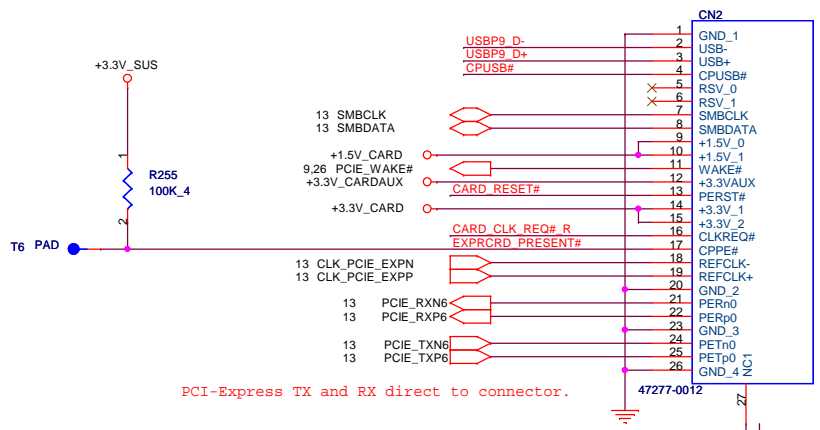 CN2
1 GND_1
USBP9_D- 2 USB-
USBP9_D+ 3 USB+
CPUSB# 4 CPUSB#
+3.3V_SUS
5 RSV_0
6 RSV_1
13 SMBCLK 7 SMBCLK
13 SMBDATA 8 SMBDATA
9 +1.5V_0
+1.5V_CARD 10 +1.5V_1
1
9,26 PCIE_WAKE# 11 WAKE#
R255
+3.3V_CARDAUX 12 +3.3VAUX
100K_4
CARD_RESET# 13 PERST#
+3.3V_CARD 14 +3.3V_1
2
15 +3.3V_2
CARD_CLK_REQ#_R 16 CLKREQ#
T6 PAD
EXPRCRD_PRESENT# 17 CPPE#
13 CLK_PCIE_EXPN 18 REFCLK-
13 CLK_PCIE_EXPP 19 REFCLK+
20 GND_2
13 PCIE_RXN6 21 PERn0
13 PCIE_RXP6 22 PERp0
23 GND_3
13 PCIE_TXN6 24 PETn0
13 PCIE_TXP6 25 PETp0
26 GND_4
NC1
PCI-Express TX and RX direct to connector.
47277-0012
27